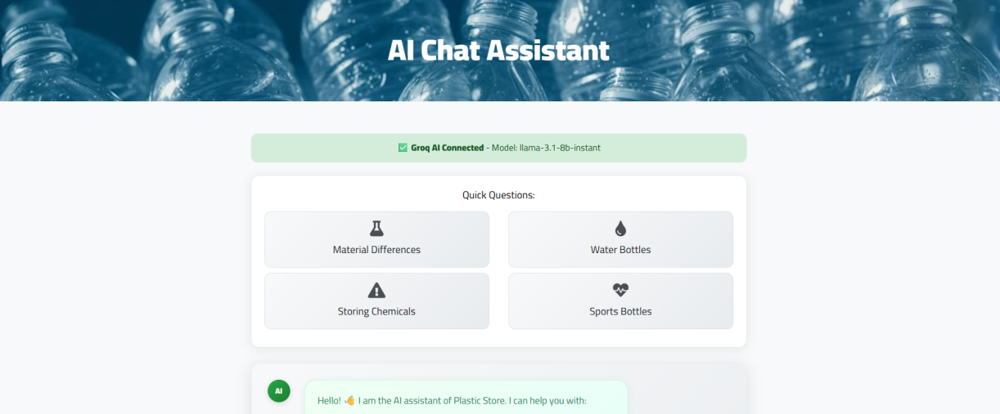 AI Chat Assistant
✅ Groq AI Connected - Model: llama-3.1-8b-instant
Quick Questions:
Material Differences
Water Bottles
Storing Chemicals
Sports Bottles
AI
Hello! 👋 I am the AI assistant of Plastic Store. I can help you with: